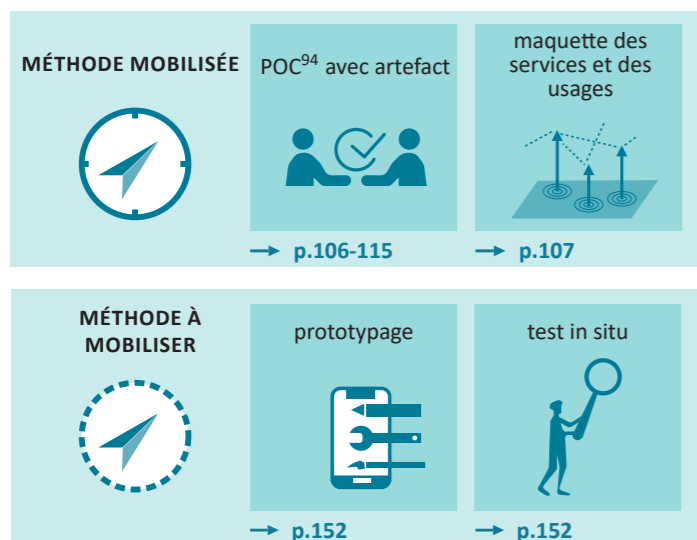 MÉTHODE MOBILISÉE
POC94 avec artefact
maquette des
services et des
usages
→ p.106-115
→ p.107
MÉTHODE À
MOBILISER
prototypage
test in situ
→ p.152
→ p.152